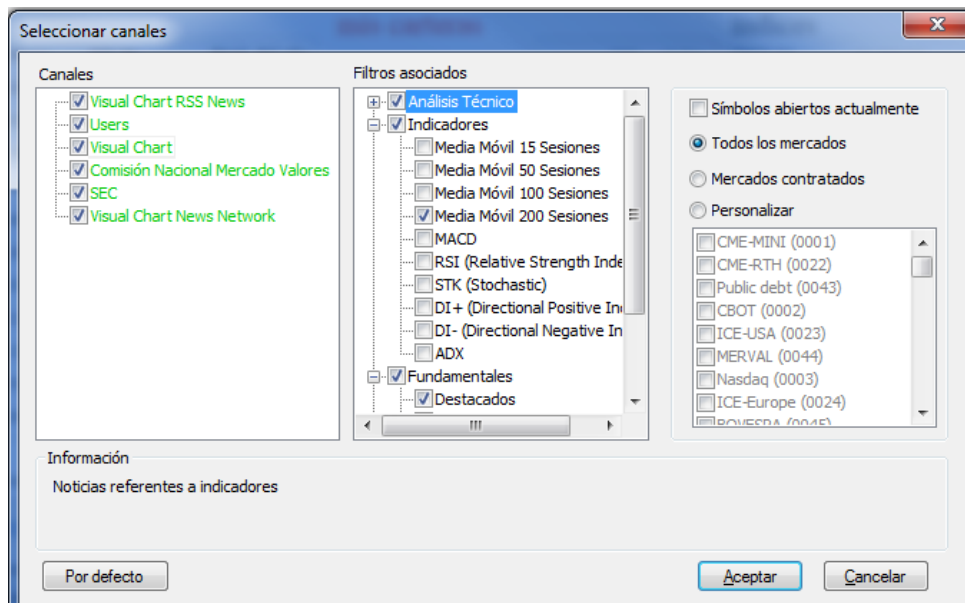 Seleccionar canales
Canales
Visual Chart RSS News
Users
Visual Chart
Comisión Nacional Mercado Valores
SEC
Visual Chart News Network
Filtros asociados
Análisis Técnico
Indicadores
Media Móvil 15 Sesiones
Media Móvil 50 Sesiones
Media Móvil 100 Sesiones
Media Móvil 200 Sesiones
MACD
RSI (Relative Strength Inde
STK (Stochastic)
DI+ (Directional Positive In
DI- (Directional Negative In
ADX
Fundamentales
Destacados
Símbolos abiertos actualmente
Todos los mercados
Mercados contratados
Personalizar
CME-MINI (0001)
CME-RTH (0022)
Public debt (0043)
CBOT (0002)
ICE-USA (0023)
MERVAL (0044)
Nasdaq (0003)
ICE-Europe (0024)
BOVESPA (0045)
Información
Noticias referentes a indicadores
Por defecto
Aceptar
Cancelar